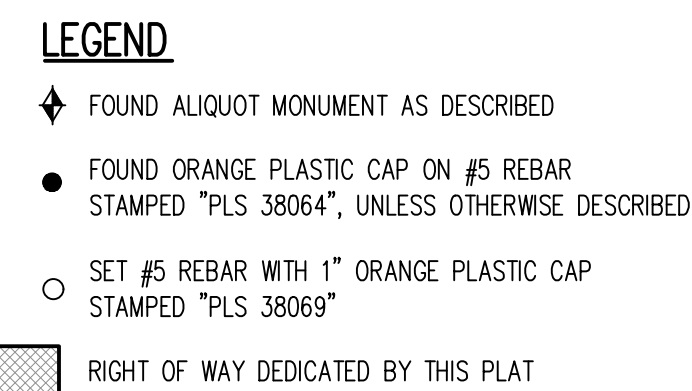 LEGEND
FOUND ALIQUOT MONUMENT AS DESCRIBED
FOUND ORANGE PLASTIC CAP ON #5 REBAR
STAMPED "PLS 38064", UNLESS OTHERWISE DESCRIBED
SET #5 REBAR WITH 1" ORANGE PLASTIC CAP
STAMPED "PLS 38069"
RIGHT OF WAY DEDICATED BY THIS PLAT